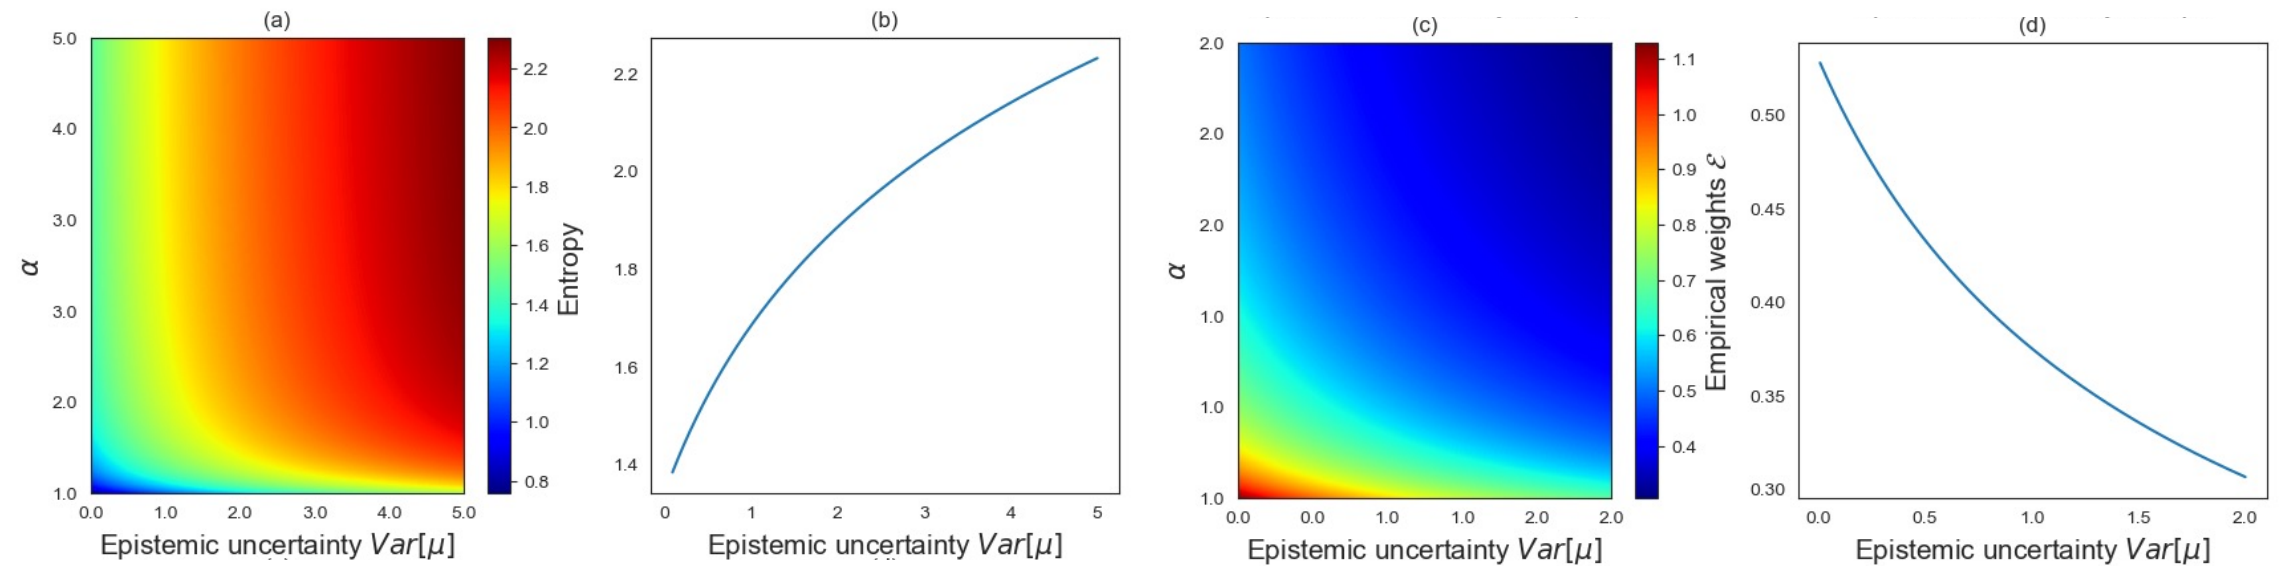 (a)
5.0
4.0
3.0
3.0
2.0
1.0
α
0.0 1.0 2.0 3.0 4.0 5.0
Epistemic uncertainty Var[μ]
2.2
2.0
1.8
1.6
1.4
1.2
1.0
0.8
Entropy
(b)
2.2
2.0
1.8
1.6
1.4
0 1 2 3 4 5
Epistemic uncertainty Var[μ]
(c)
2.0
2.0
2.0
1.0
1.0
1.0
α
0.0 0.0 1.0 1.0 2.0 2.0
Epistemic uncertainty Var[μ]
1.1
1.0
0.9
0.8
0.7
0.6
0.5
0.4
Empirical weights ℰ
(d)
0.50
0.45
0.40
0.35
0.30
0.0 0.5 1.0 1.5 2.0
Epistemic uncertainty Var[μ]